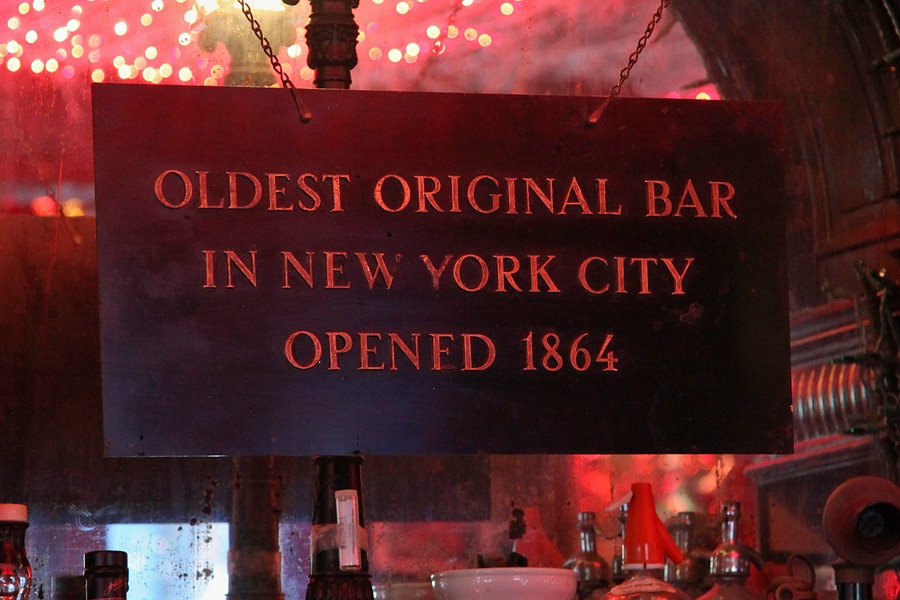 OLDEST ORIGINAL BAR
IN NEW YORK CITY
OPENED 1864